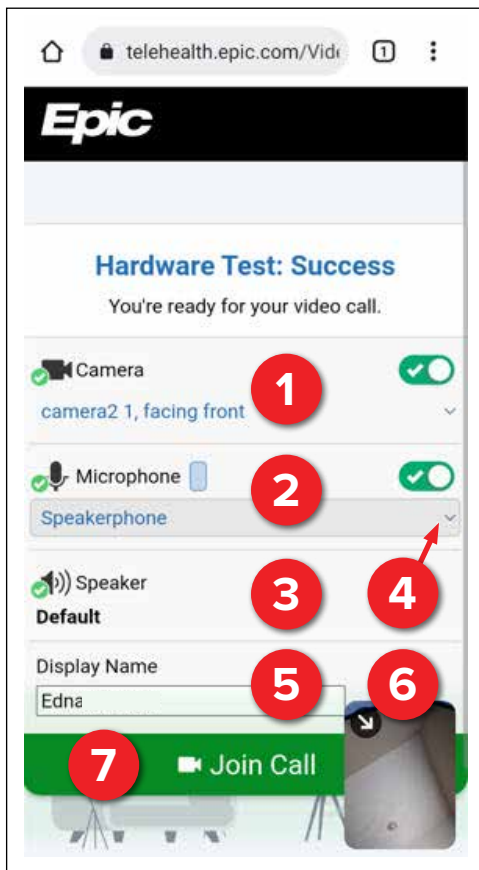 telehealth.epic.com/Vide
1
Epic
Hardware Test: Success
You're ready for your video call.
Camera
1
camera2 1, facing front
Microphone
2
Speakerphone
Speaker
3
4
Default
Display Name
5
6
Edna
7
Join Call